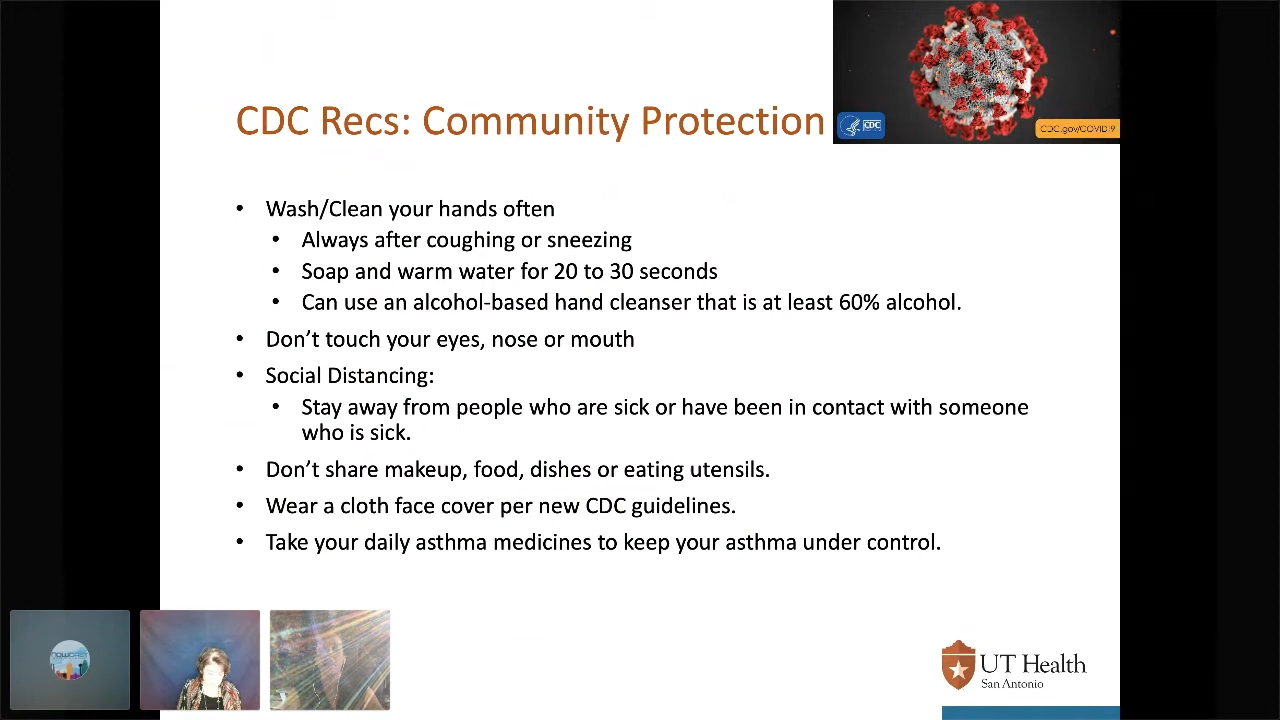 CDC Recs: Community Protection
CDC
CDC.gov/COVID19
• Wash/Clean your hands often
• Always after coughing or sneezing
• Soap and warm water for 20 to 30 seconds
• Can use an alcohol-based hand cleanser that is at least 60% alcohol.
• Don’t touch your eyes, nose or mouth
• Social Distancing:
• Stay away from people who are sick or have been in contact with someone
who is sick.
• Don’t share makeup, food, dishes or eating utensils.
• Wear a cloth face cover per new CDC guidelines.
• Take your daily asthma medicines to keep your asthma under control.
NOWCAST
UT Health
San Antonio